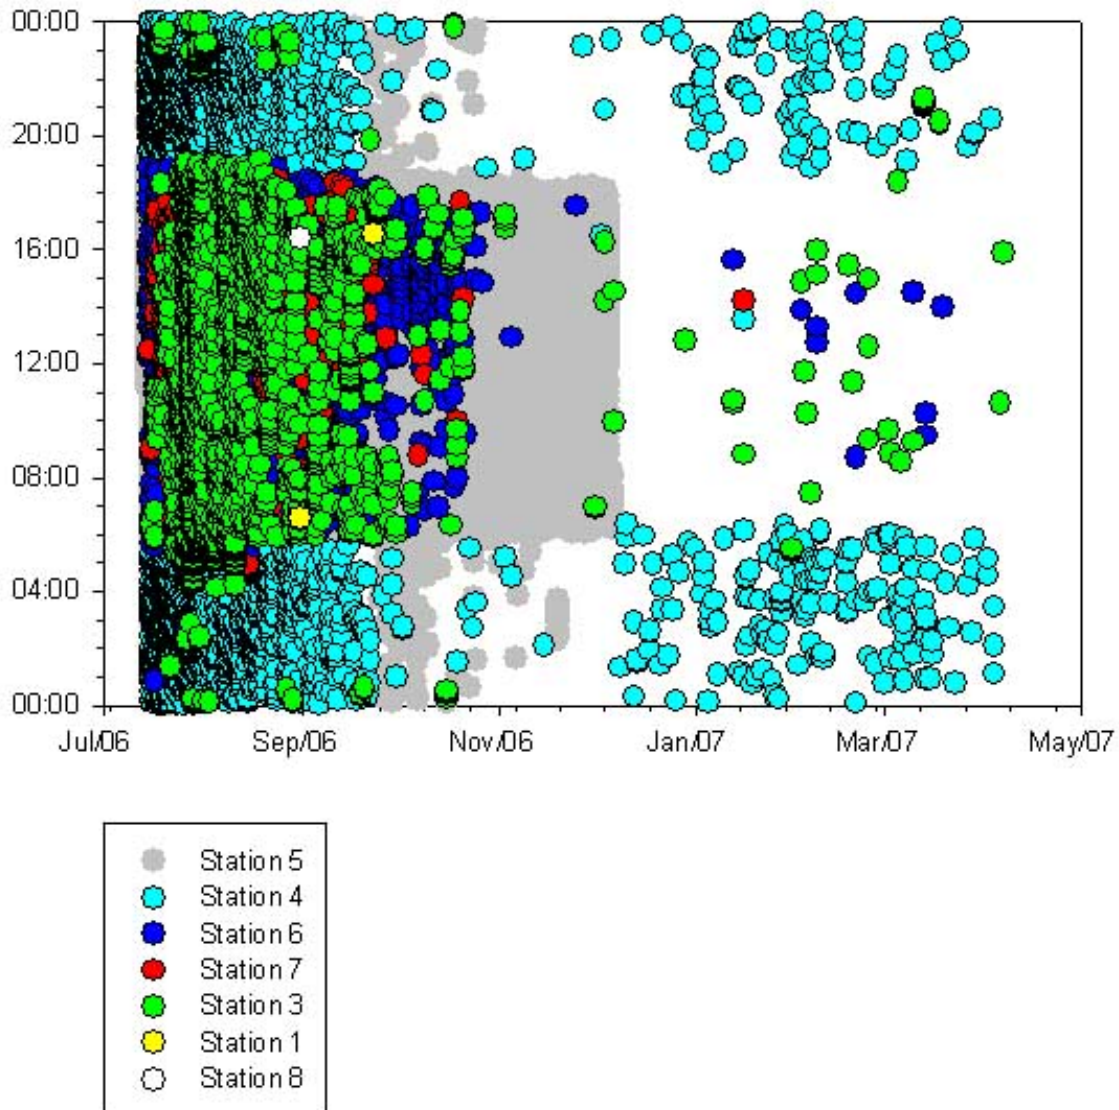 00:00
20:00
16:00
12:00
08:00
04:00
00:00
Jul/06 Sep/06 Nov/06 Jan/07 Mar/07 May/07
Station 5
Station 4
Station 6
Station 7
Station 3
Station 1
Station 8